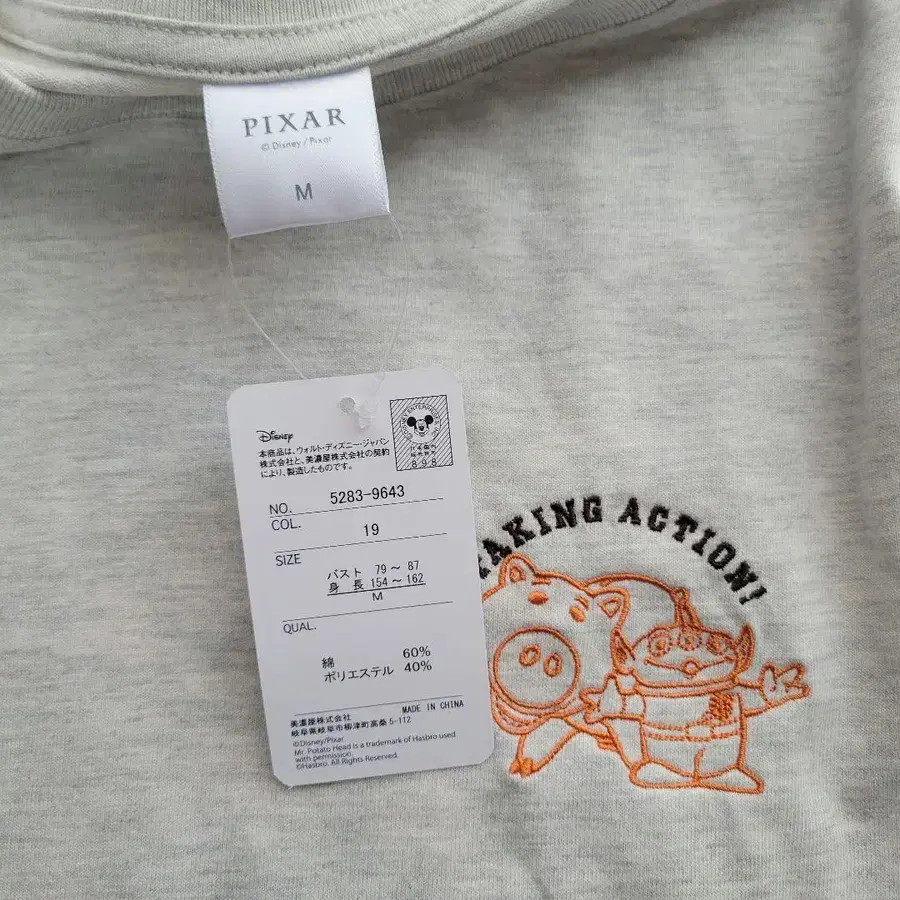 PIXAR
© Disney / Pixar
M
Disney
本商品は、ウォルト・ディズニー・ジャパン
株式会社と、美濃屋株式会社の契約
により、製造したものです。
898
NO. 5283-9643
COL. 19
SIZE
バスト 79～87
身長 154～162
M
QUAL.
綿 60%
ポリエステル 40%
美濃屋株式会社 MADE IN CHINA
岐阜県岐阜市柳津町高桑5-112
©Disney/Pixar
Mr. Potato Head is a trademark of Hasbro used
with permission.
©Hasbro. All Rights Reserved.
TAKING ACTION!